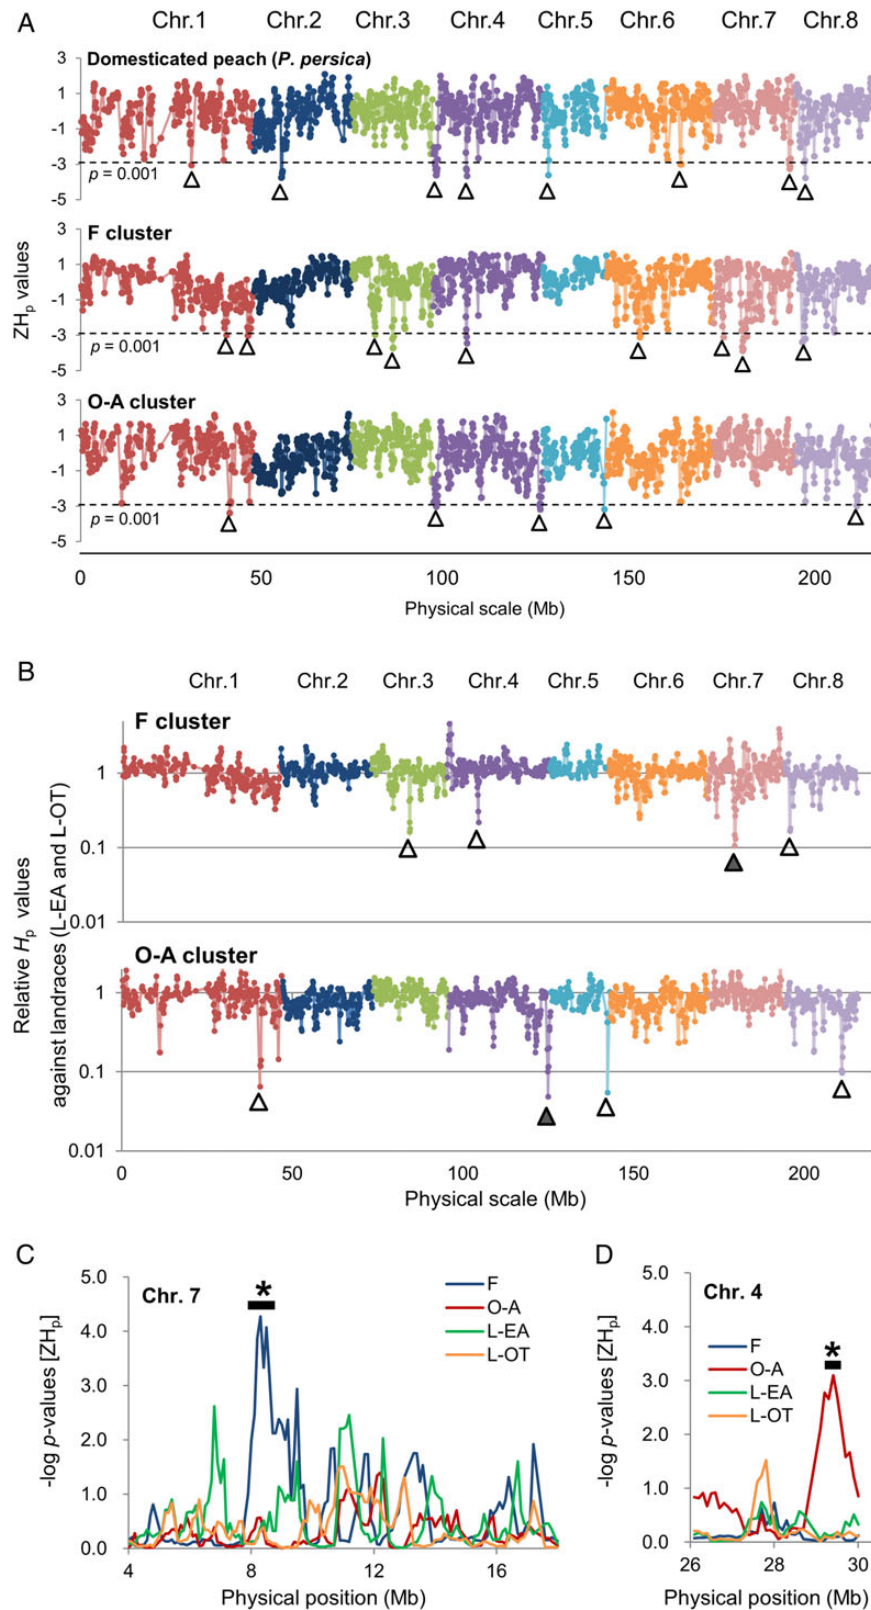 A
Chr.1 Chr.2 Chr.3 Chr.4 Chr.5 Chr.6 Chr.7 Chr.8
Domesticated peach (P. persica)
3
1
-1
-3
p = 0.001
-5
ZHp values
F cluster
3
1
-1
-3
p = 0.001
-5
O-A cluster
3
1
-1
-3
p = 0.001
-5
0 50 100 150 200
Physical scale (Mb)
B
Chr.1 Chr.2 Chr.3 Chr.4 Chr.5 Chr.6 Chr.7 Chr.8
Relative Hp values
against landraces (L-EA and L-OT)
F cluster
1
0.1
0.01
O-A cluster
1
0.1
0.01
0 50 100 150 200
Physical scale (Mb)
C
-log p-values [ZHp]
5.0
4.0
3.0
2.0
1.0
0.0
Chr. 7
*
F
O-A
L-EA
L-OT
4 8 12 16
Physical position (Mb)
D
-log p-values [ZHp]
5.0
4.0
3.0
2.0
1.0
0.0
Chr. 4
F
O-A
L-EA
L-OT
*
26 28 30
Physical position (Mb)